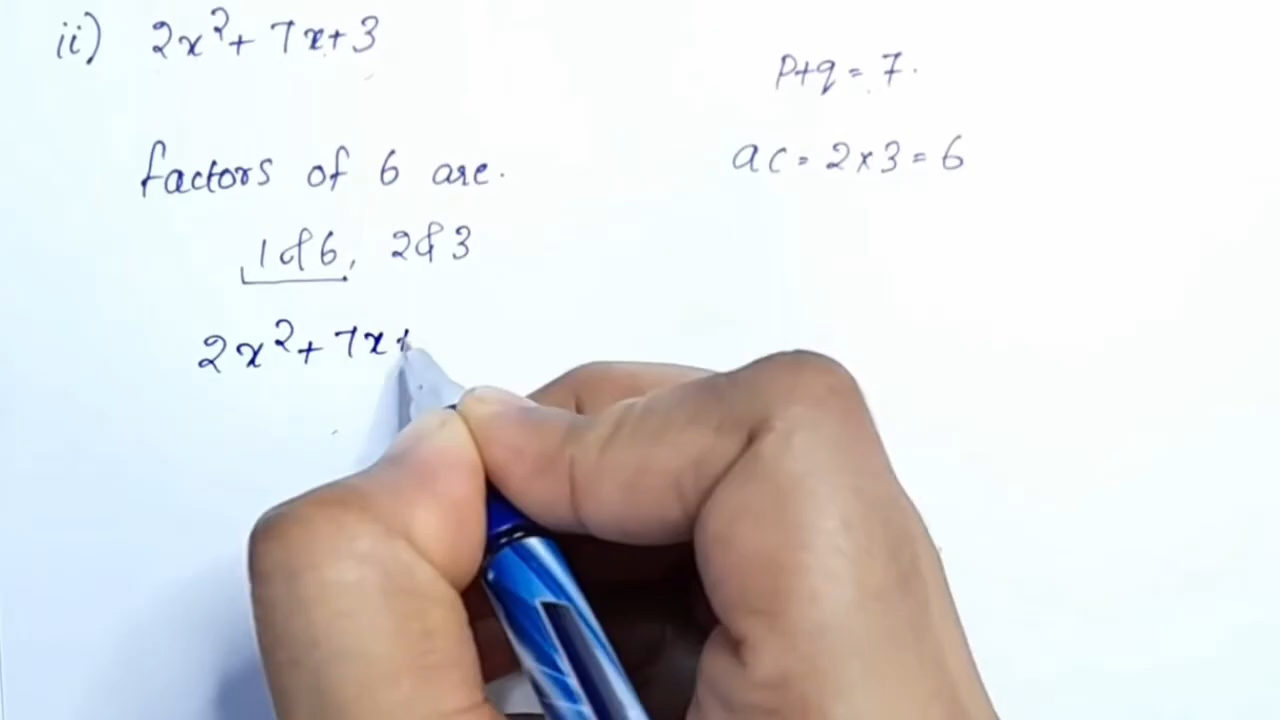 ii) 2x²+ 7x+3
p+q = 7.
ac = 2×3 = 6
factors of 6 are.
1 & 6, 2 & 3
2x²+ 7x+